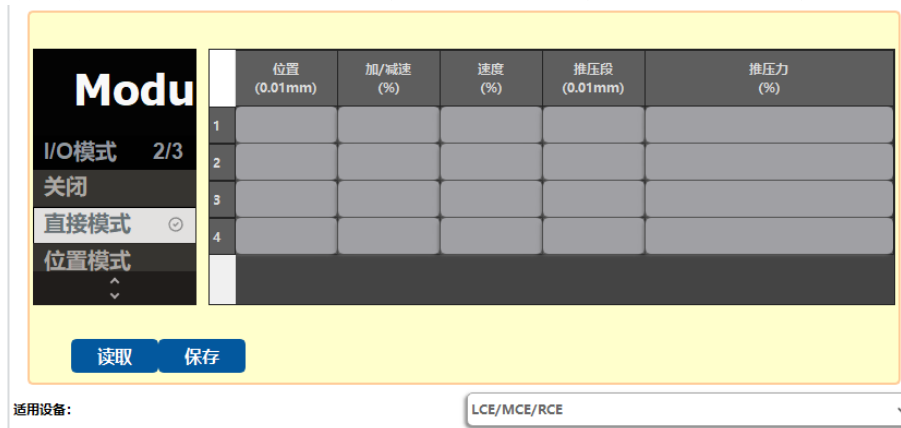 Modu
I/O模式 2/3
关闭
直接模式
位置模式
位置 加/减速 速度 推压段 推压力
(0.01mm) (%) (%) (0.01mm) (%)
1
2
3
4
读取 保存
适用设备: LCE/MCE/RCE